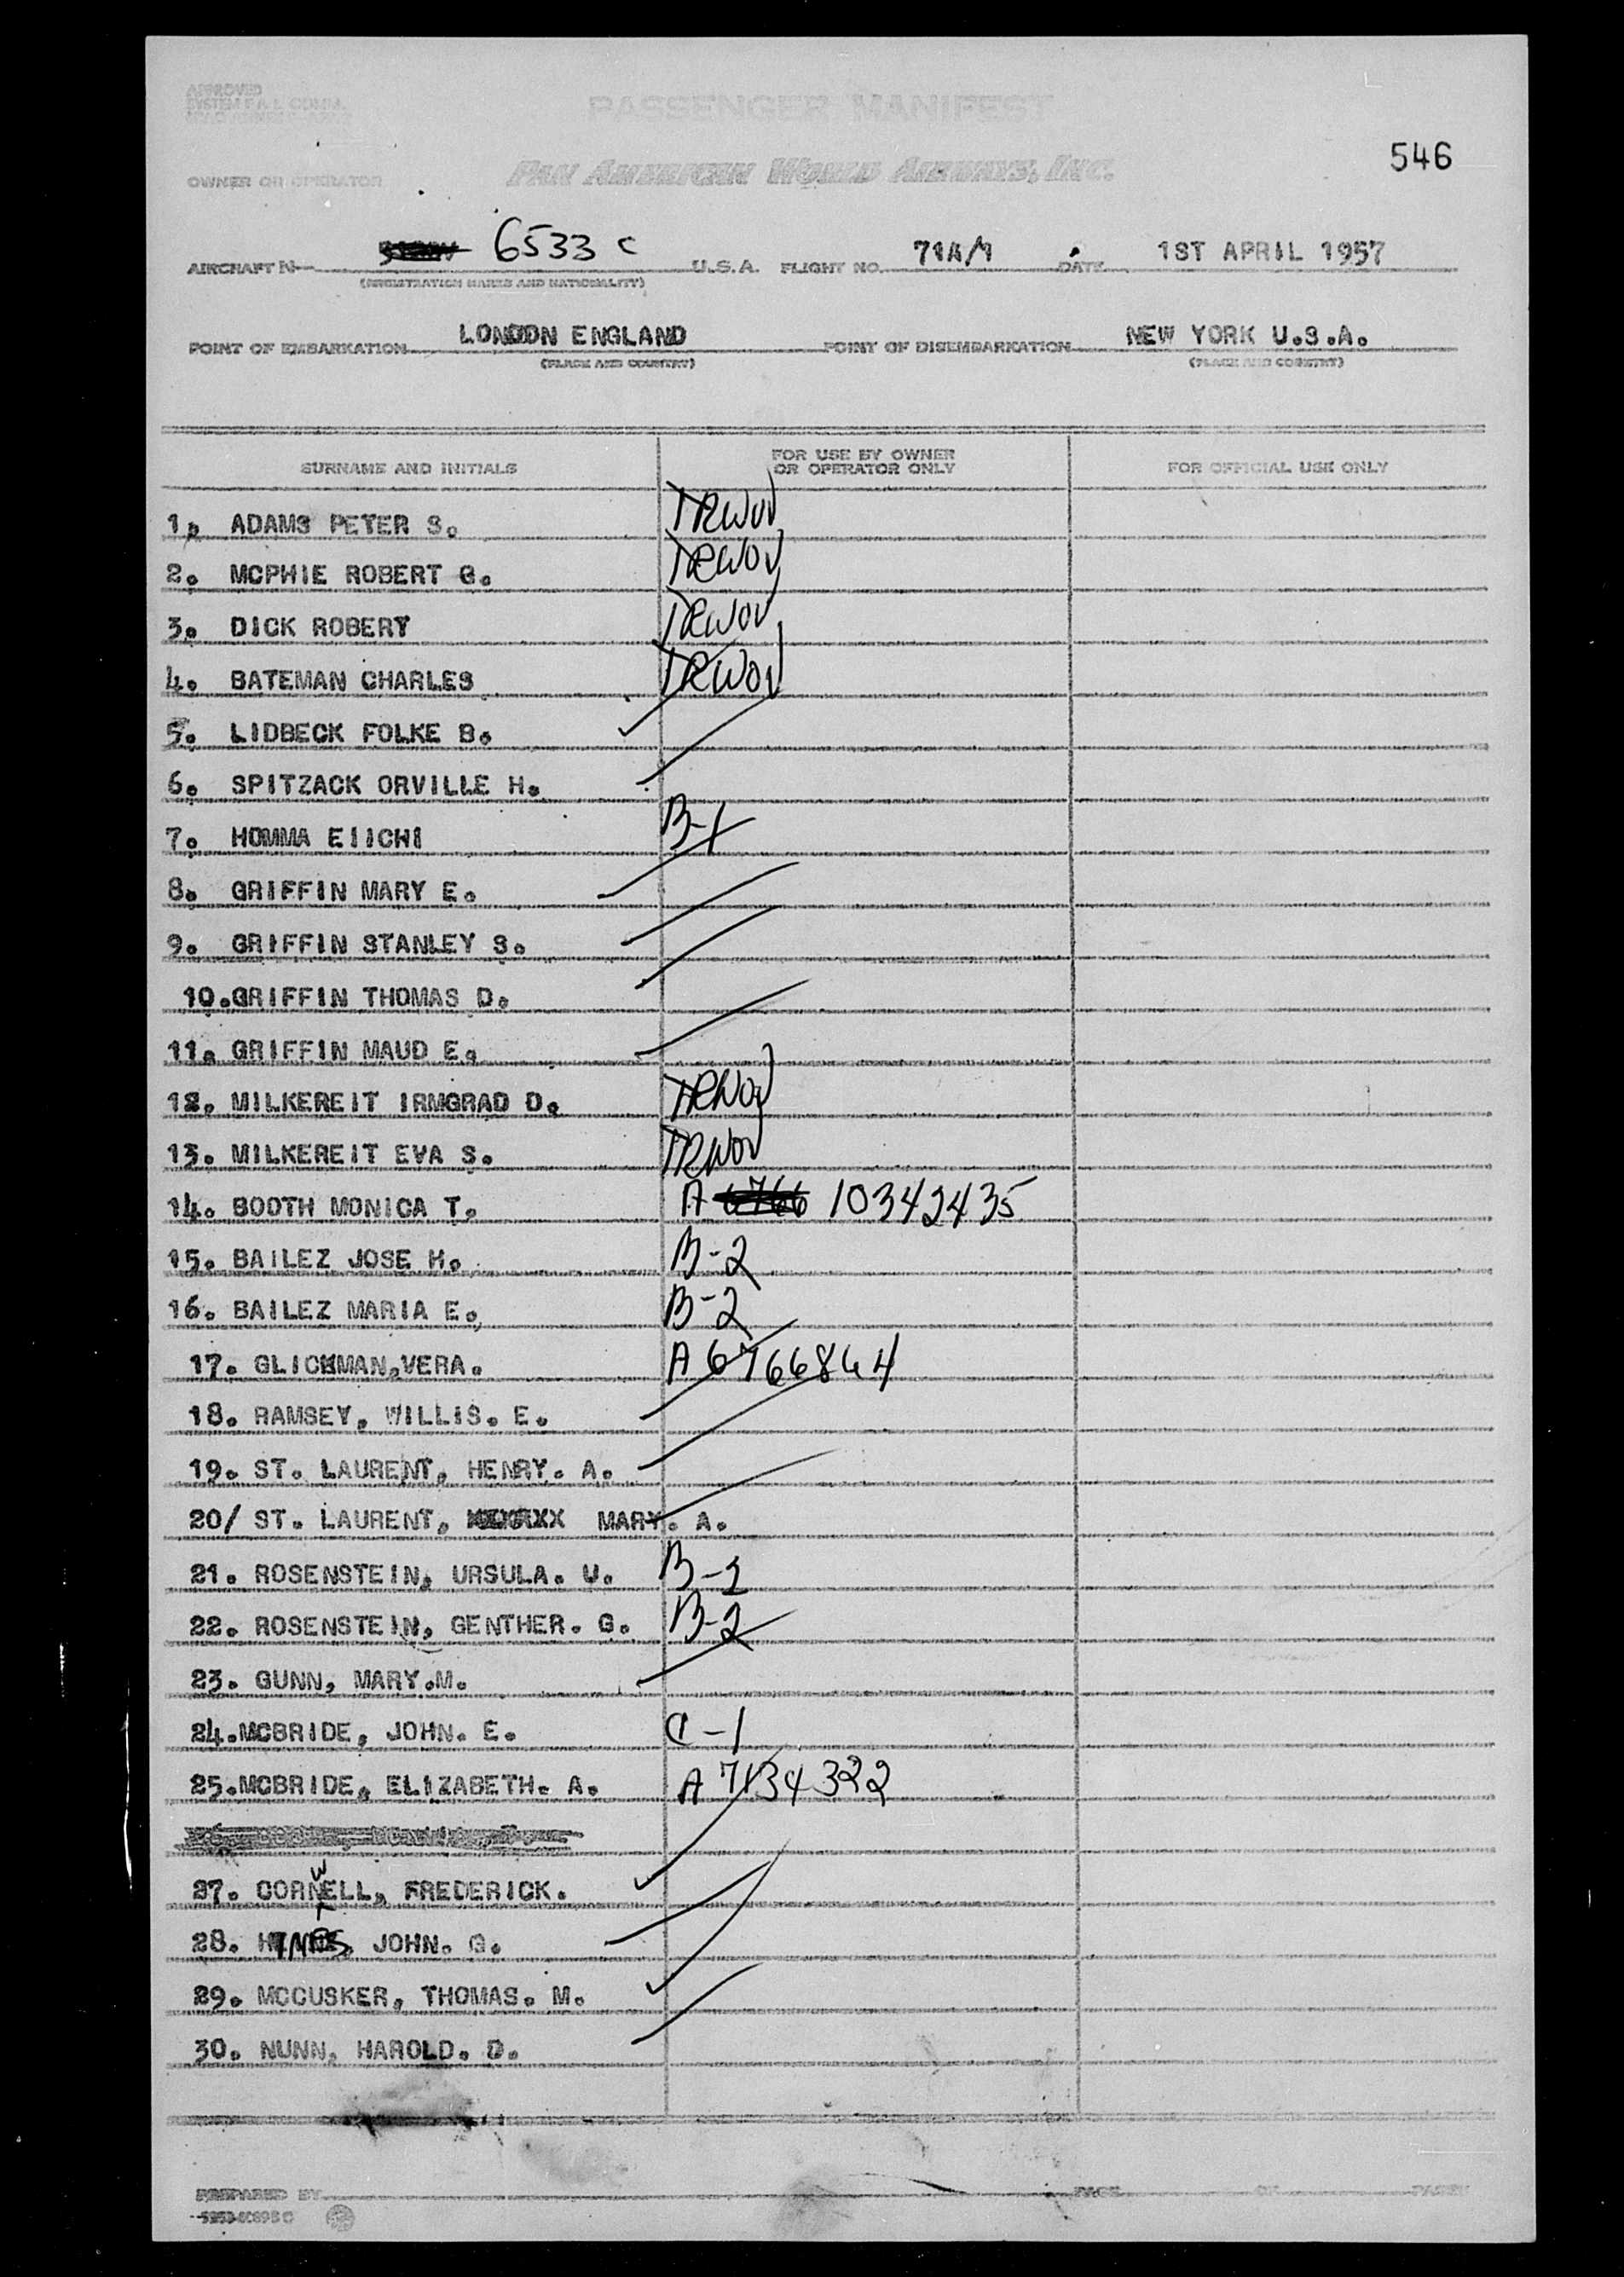 APPROVED
PASSENGER MANIFEST
546
OWNER OR OPERATOR PAN AMERICAN WORLD AIRWAYS, INC.
AIRCRAFT N 6533 C U.S.A. FLIGHT NO. 71A/1 DATE 1ST APRIL 1957
(REGISTRATION MARKS AND NATIONALITY)
POINT OF EMBARKATION LONDON ENGLAND POINT OF DISEMBARKATION NEW YORK U.S.A.
(PLACE AND COUNTRY) (PLACE AND COUNTRY)
SURNAME AND INITIALS FOR USE BY OWNER OR OPERATOR ONLY FOR OFFICIAL USE ONLY
1. ADAMS PETER S. TRWOV
2. MCPHIE ROBERT G. TRWOV
3. DICK ROBERT TRWOV
4. BATEMAN CHARLES TRWOV
5. LIDBECK FOLKE B.
6. SPITZACK ORVILLE H.
7. HOMMA EIICHI B-1
8. GRIFFIN MARY E.
9. GRIFFIN STANLEY S.
10.GRIFFIN THOMAS D.
11. GRIFFIN MAUD E.
12. MILKEREIT IRMGRAD D. TRWOV
13. MILKEREIT EVA S. TRWOV
14. BOOTH MONICA T. A 10342435
15. BAILEZ JOSE H. B-2
16. BAILEZ MARIA E. B-2
17. GLICKMAN,VERA. A 6766864
18. RAMSEY, WILLIS. E.
19. ST. LAURENT, HENRY. A.
20/ ST. LAURENT, MARY. A.
21. ROSENSTEIN, URSULA. U. B-2
22. ROSENSTEIN, GENTHER. G. B-2
23. GUNN, MARY.M.
24.MCBRIDE, JOHN. E. C-1
25.MCBRIDE, ELIZABETH. A. A 7134322
27. CORNWELL, FREDERICK.
28. JOHN. G.
29. MCCUSKER, THOMAS. M.
30. NUNN, HAROLD. D.
PREPARED BY PAGE OF PAGES